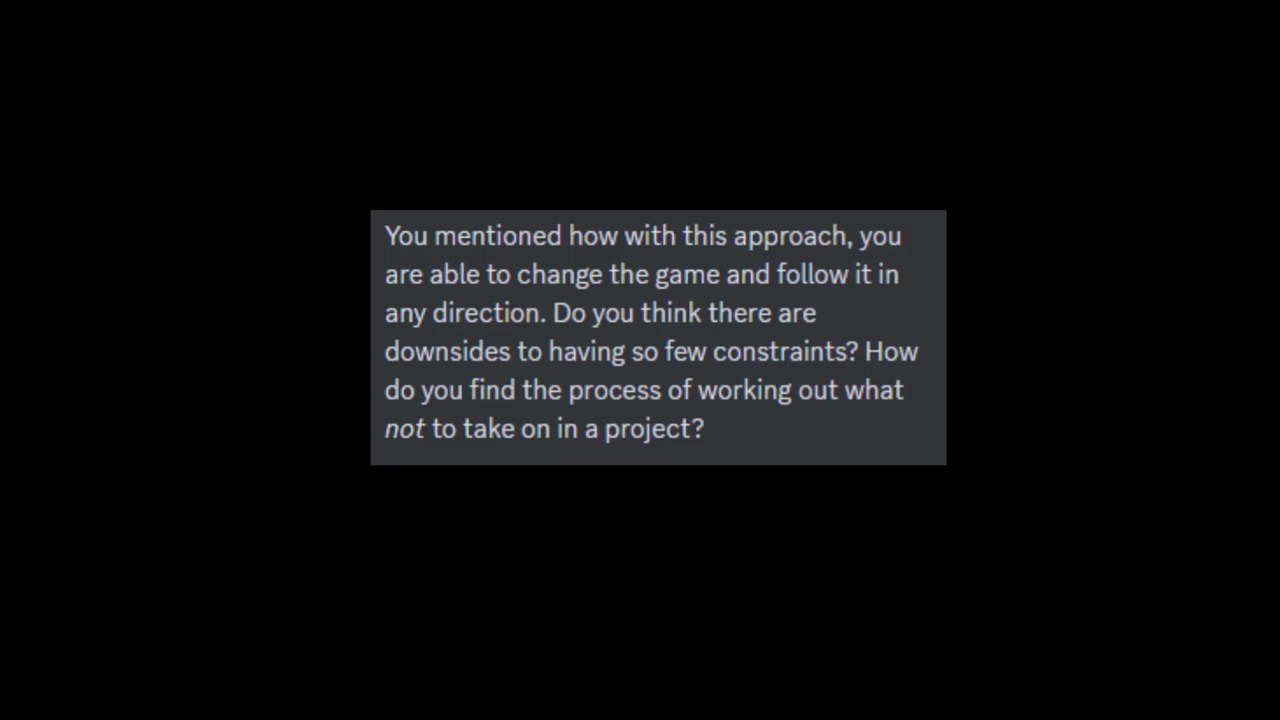 You mentioned how with this approach, you
are able to change the game and follow it in
any direction. Do you think there are
downsides to having so few constraints? How
do you find the process of working out what
not to take on in a project?